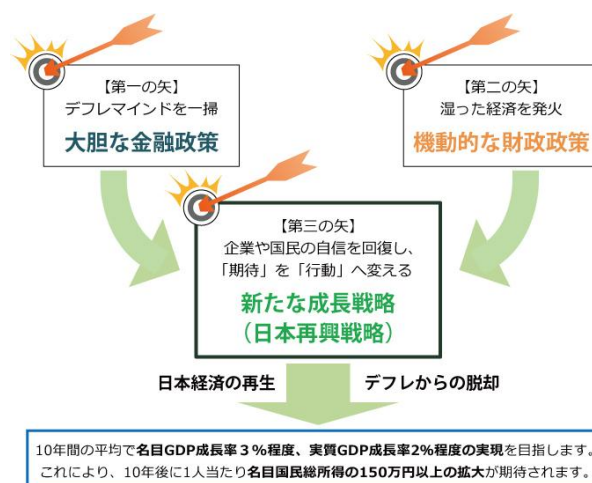 【第一の矢】
デフレマインドを一掃
大胆な金融政策
【第二の矢】
湿った経済を発火
機動的な財政政策
【第三の矢】
企業や国民の自信を回復し、
「期待」を「行動」へ変える
新たな成長戦略
（日本再興戦略）
日本経済の再生
デフレからの脱却
10年間の平均で名目GDP成長率３%程度、実質GDP成長率2%程度の実現を目指します。
これにより、10年後に1人当たり名目国民総所得の150万円以上の拡大が期待されます。